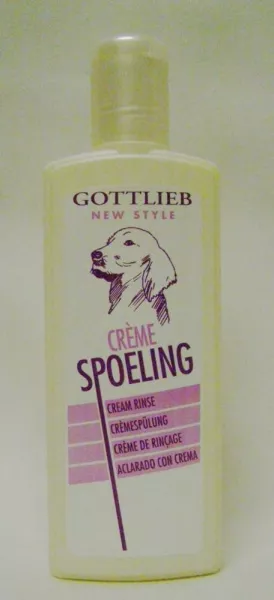 GOTTLIEB
NEW STYLE
CRÈME
SPOELING
CREAM RINSE
CRÈMESPÜLUNG
CRÈME DE RINÇAGE
ACLARADO CON CREMA